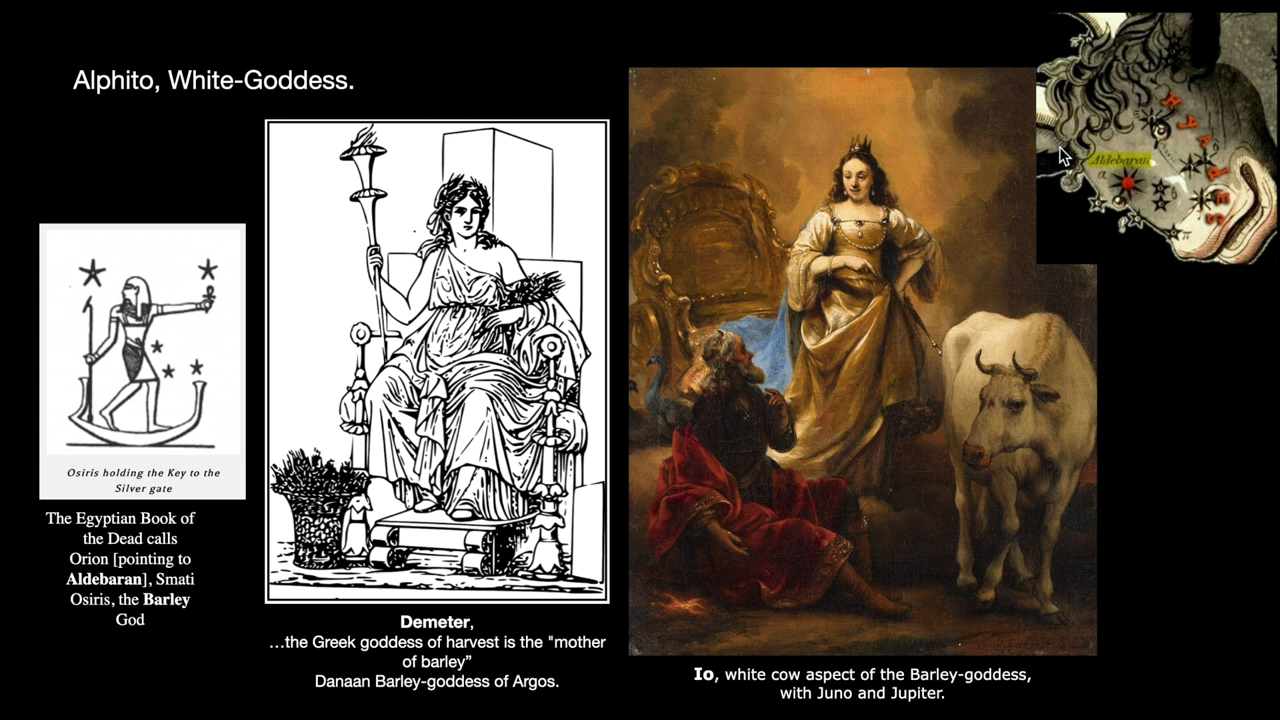 Alphito, White-Goddess.
Osiris holding the Key to the
Silver gate
The Egyptian Book of
the Dead calls
Orion [pointing to
Aldebaran], Smati
Osiris, the Barley
God
Demeter,
…the Greek goddess of harvest is the "mother
of barley”
Danaan Barley-goddess of Argos.
Io, white cow aspect of the Barley-goddess,
with Juno and Jupiter.
HYADES
Aldebaran
α